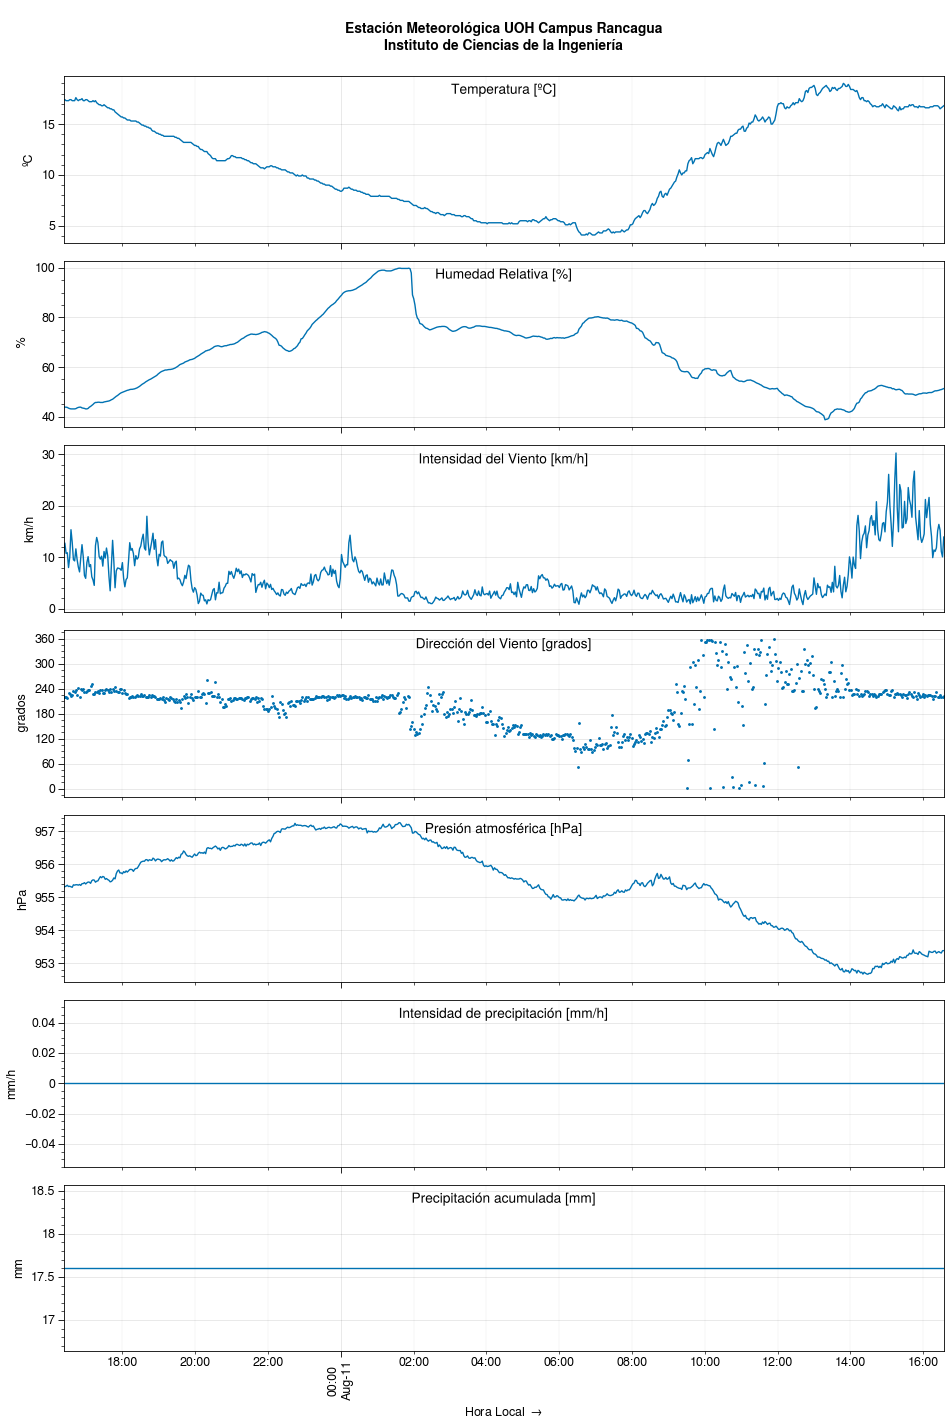 Estación Meteorológica UOH Campus Rancagua
Instituto de Ciencias de la Ingeniería
Temperatura [ºC]
ºC
15
10
5
Humedad Relativa [%]
%
100
80
60
40
Intensidad del Viento [km/h]
km/h
30
20
10
0
Dirección del Viento [grados]
grados
360
300
240
180
120
60
0
Presión atmosférica [hPa]
hPa
957
956
955
954
953
Intensidad de precipitación [mm/h]
mm/h
0.04
0.02
0
−0.02
−0.04
Precipitación acumulada [mm]
mm
18.5
18
17.5
17
18:00 20:00 22:00 00:00 02:00 04:00 06:00 08:00 10:00 12:00 14:00 16:00
Aug-11
Hora Local →